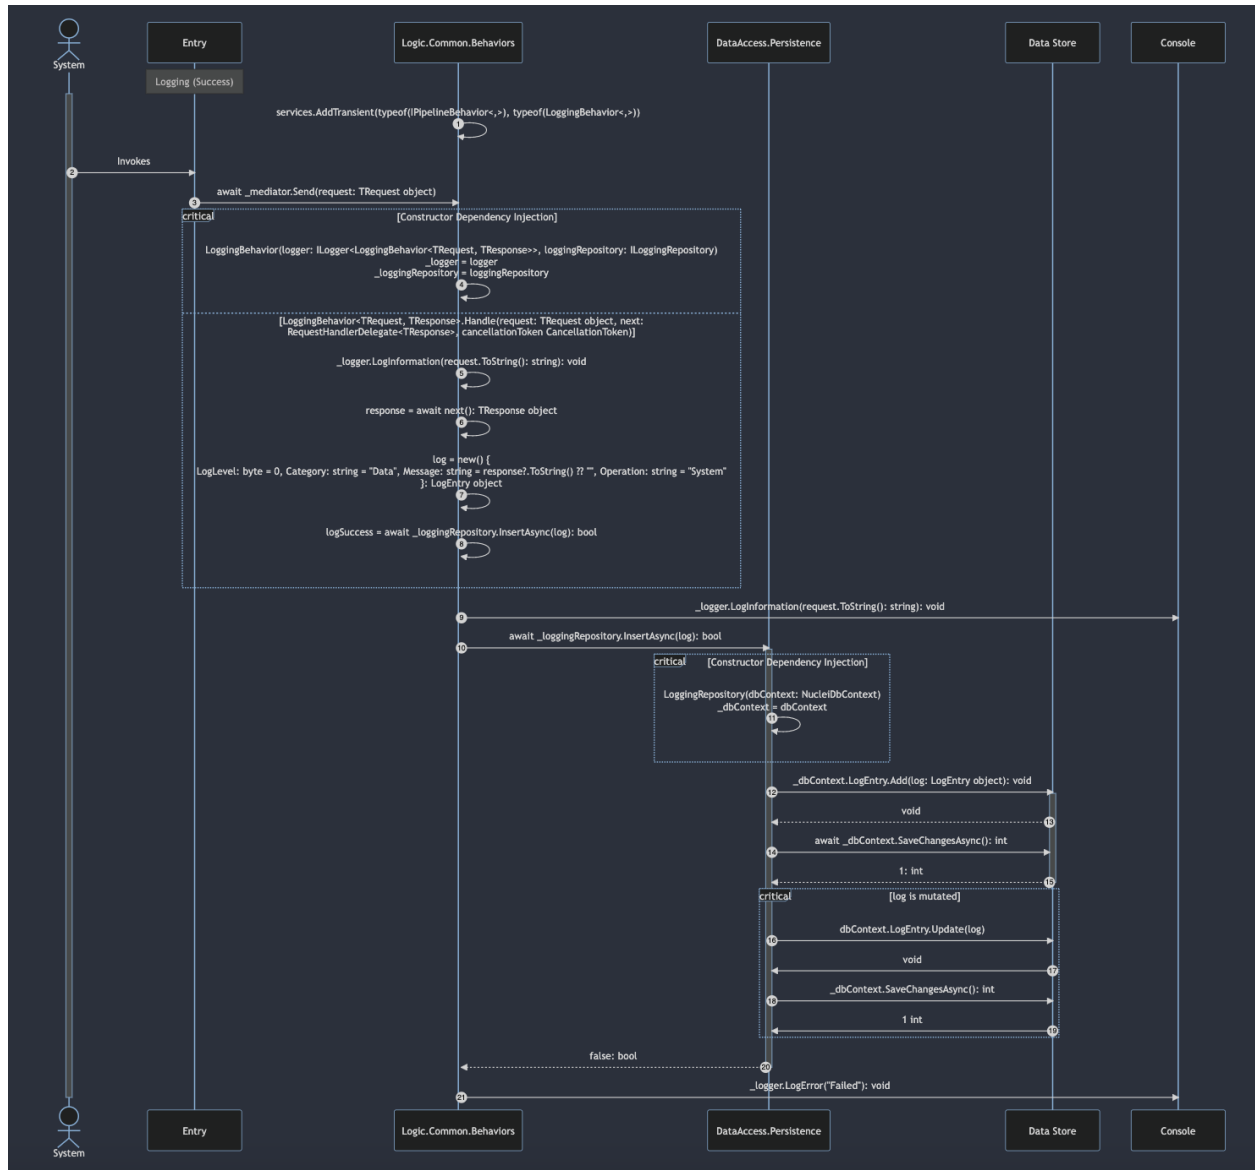 System
Entry
Logic.Common.Behaviors
DataAccess.Persistence
Data Store
Console
Logging (Success)
services.AddTransient(typeof(IPipelineBehavior<,>), typeof(LoggingBehavior<,>))
1
Invokes
2
await _mediator.Send(request: TRequest object)
3
critical
[Constructor Dependency Injection]
LoggingBehavior(logger: ILogger<LoggingBehavior<TRequest, TResponse>>, loggingRepository: ILoggingRepository)
_logger = logger
_loggingRepository = loggingRepository
4
[LoggingBehavior<TRequest, TResponse>.Handle(request: TRequest object, next:
RequestHandlerDelegate<TResponse>, cancellationToken CancellationToken)]
_logger.LogInformation(request.ToString(): string): void
5
response = await next(): TResponse object
6
log = new() {
LogLevel: byte = 0, Category: string = "Data", Message: string = response?.ToString() ?? "", Operation: string = "System"
}: LogEntry object
7
logSuccess = await _loggingRepository.InsertAsync(log): bool
8
_logger.LogInformation(request.ToString(): string): void
9
await _loggingRepository.InsertAsync(log): bool
10
critical
[Constructor Dependency Injection]
LoggingRepository(dbContext: NucleiDbContext)
_dbContext = dbContext
11
_dbContext.LogEntry.Add(log: LogEntry object): void
12
void
13
await _dbContext.SaveChangesAsync(): int
14
1: int
15
critical
[log is mutated]
dbContext.LogEntry.Update(log)
16
void
17
_dbContext.SaveChangesAsync(): int
18
1 int
19
false: bool
20
_logger.LogError("Failed"): void
21
System
Entry
Logic.Common.Behaviors
DataAccess.Persistence
Data Store
Console